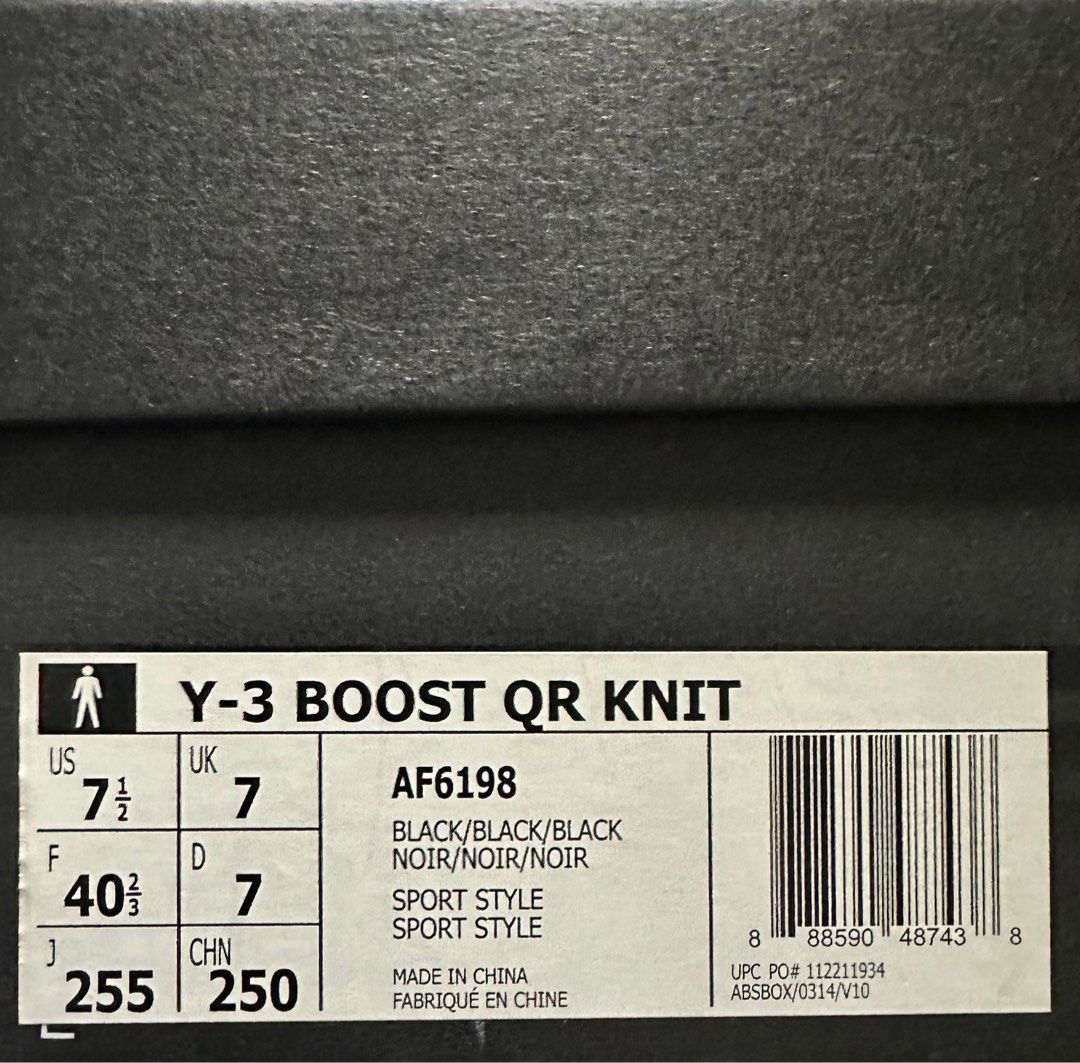 Y-3 BOOST QR KNIT
US 7½
UK 7
F 40⅔
D 7
J 255
CHN 250
AF6198
BLACK/BLACK/BLACK
NOIR/NOIR/NOIR
SPORT STYLE
SPORT STYLE
MADE IN CHINA
FABRIQUÉ EN CHINE
8 88590 48743 8
UPC PO# 112211934
ABSBOX/0314/V10